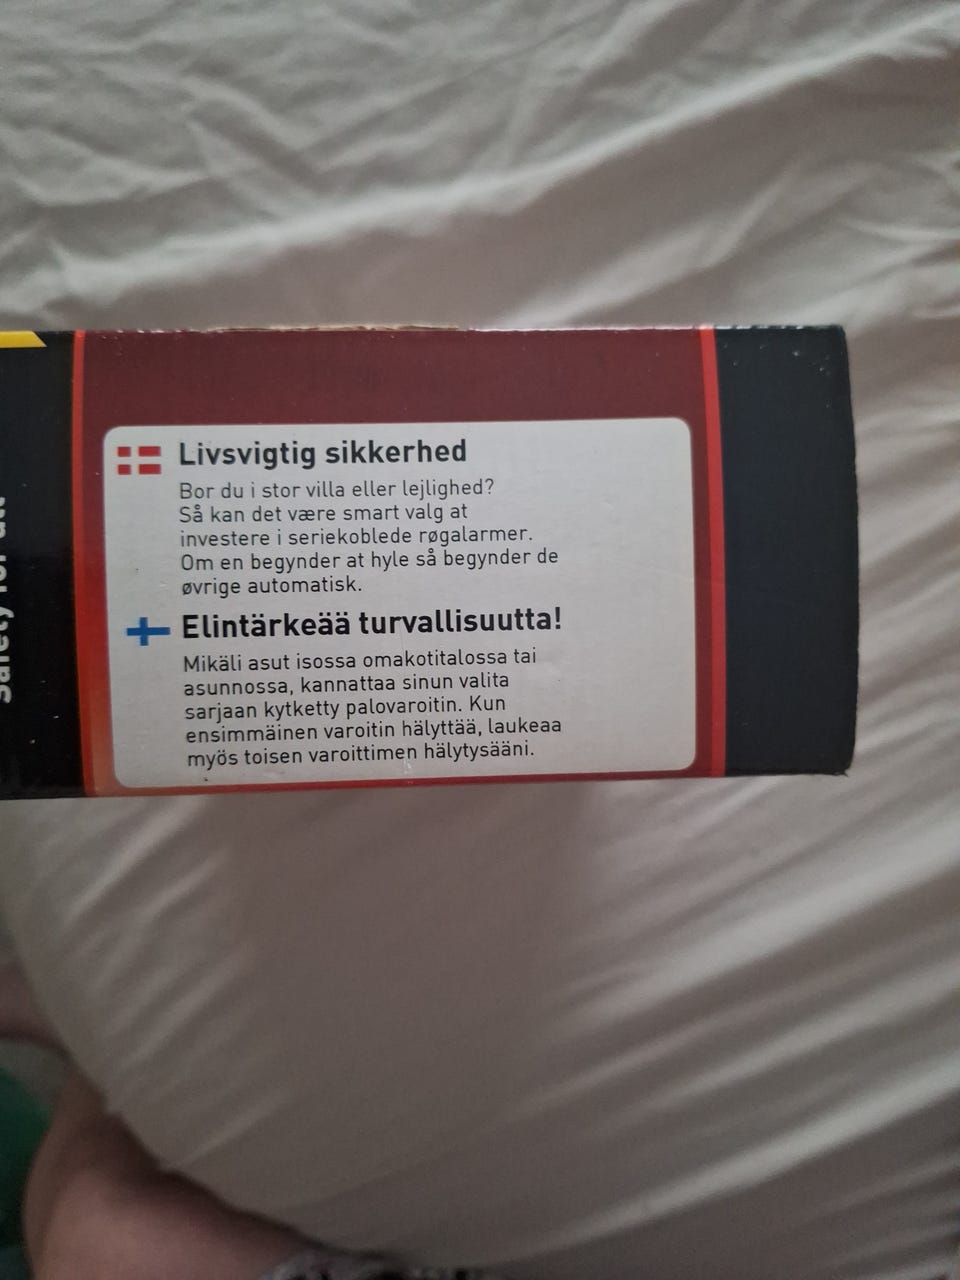 Livsvigtig sikkerhed
Bor du i stor villa eller lejlighed?
Så kan det være smart valg at
investere i seriekoblede røgalarmer.
Om en begynder at hyle så begynder de
øvrige automatisk.
Elintärkeää turvallisuutta!
Mikäli asut isossa omakotitalossa tai
asunnossa, kannattaa sinun valita
sarjaan kytketty palovaroitin. Kun
ensimmäinen varoitin hälyttää, laukeaa
myös toisen varoittimen hälytysääni.
Safety for